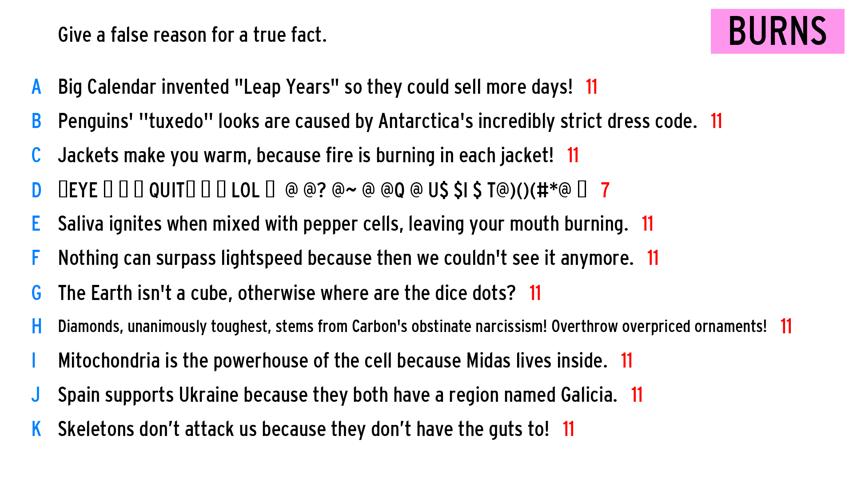 Give a false reason for a true fact.
BURNS
A Big Calendar invented "Leap Years" so they could sell more days! 11
B Penguins' "tuxedo" looks are caused by Antarctica's incredibly strict dress code. 11
C Jackets make you warm, because fire is burning in each jacket! 11
D ▯EYE ▯ ▯ ▯ QUIT▯ ▯ ▯ LOL ▯ @ @? @~ @ @Q @ U$ $I $ T@)()(#*@ ▯ 7
E Saliva ignites when mixed with pepper cells, leaving your mouth burning. 11
F Nothing can surpass lightspeed because then we couldn't see it anymore. 11
G The Earth isn't a cube, otherwise where are the dice dots? 11
H Diamonds, unanimously toughest, stems from Carbon's obstinate narcissism! Overthrow overpriced ornaments! 11
I Mitochondria is the powerhouse of the cell because Midas lives inside. 11
J Spain supports Ukraine because they both have a region named Galicia. 11
K Skeletons don’t attack us because they don’t have the guts to! 11